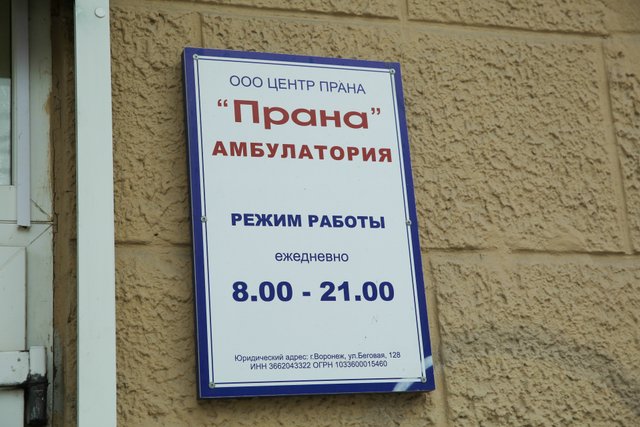 ООО ЦЕНТР ПРАНА
“Прана”
АМБУЛАТОРИЯ
РЕЖИМ РАБОТЫ
ежедневно
8.00 - 21.00
Юридический адрес: г.Воронеж, ул.Беговая, 128
ИНН 3662043322 ОГРН 1033600015460